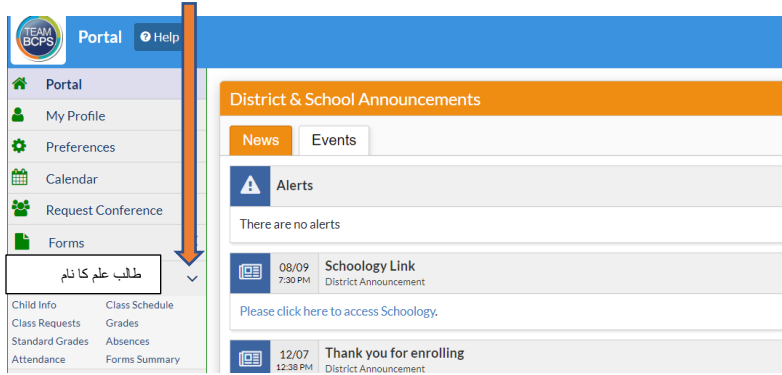 TEAM
BCPS
Portal
Help
Portal
My Profile
Preferences
Calendar
Request Conference
Forms
طالب علم کا نام
Child Info Class Schedule
Class Requests Grades
Standard Grades Absences
Attendance Forms Summary
District & School Announcements
News Events
Alerts
There are no alerts
08/09 Schoology Link
7:30 PM District Announcement
Please click here to access Schoology.
12/07 Thank you for enrolling
12:38 PM District Announcement